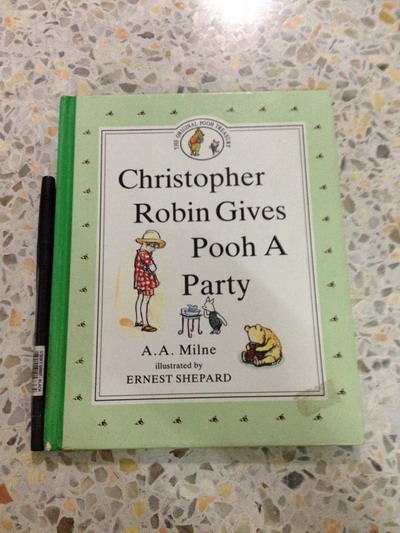 THE ORIGINAL POOH TREASURY
Christopher
Robin Gives
Pooh A
Party
A.A. Milne
illustrated by
ERNEST SHEPARD